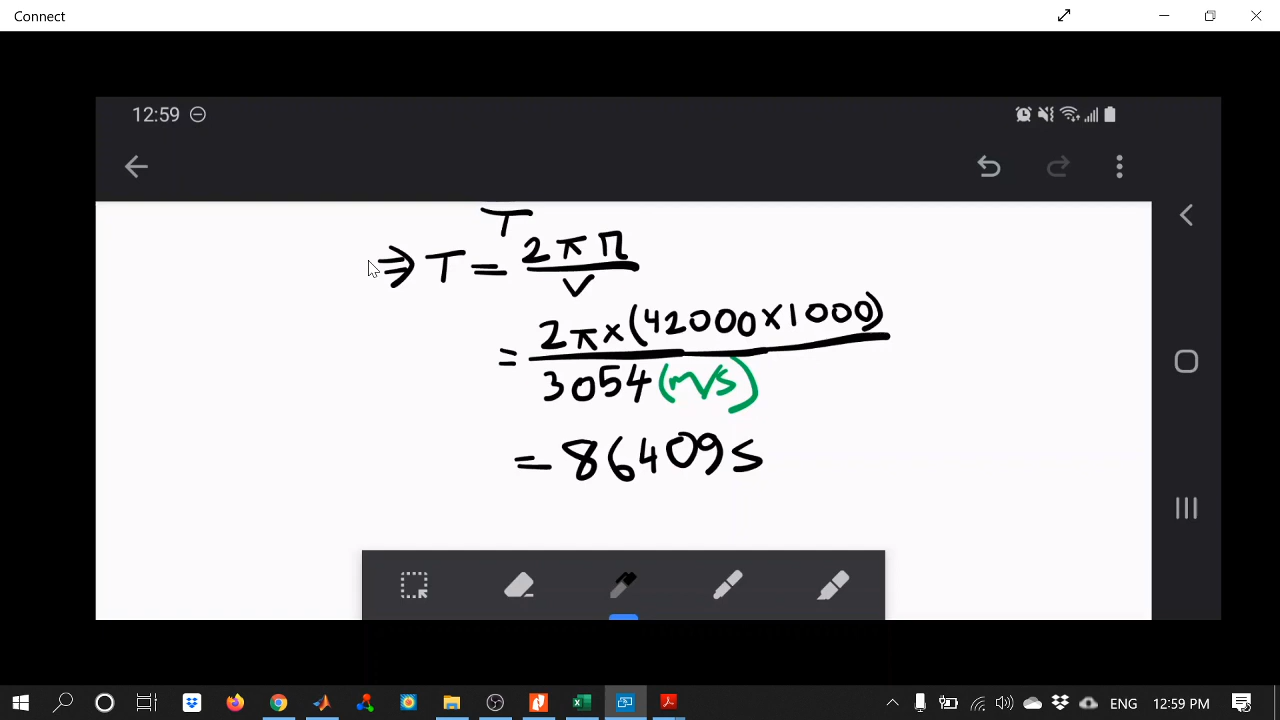 Connect
12:59
T
⇒ T = 2πr / V
= 2π×(42000×1000) / 3054 (m/s)
= 86409 s
ENG 12:59 PM